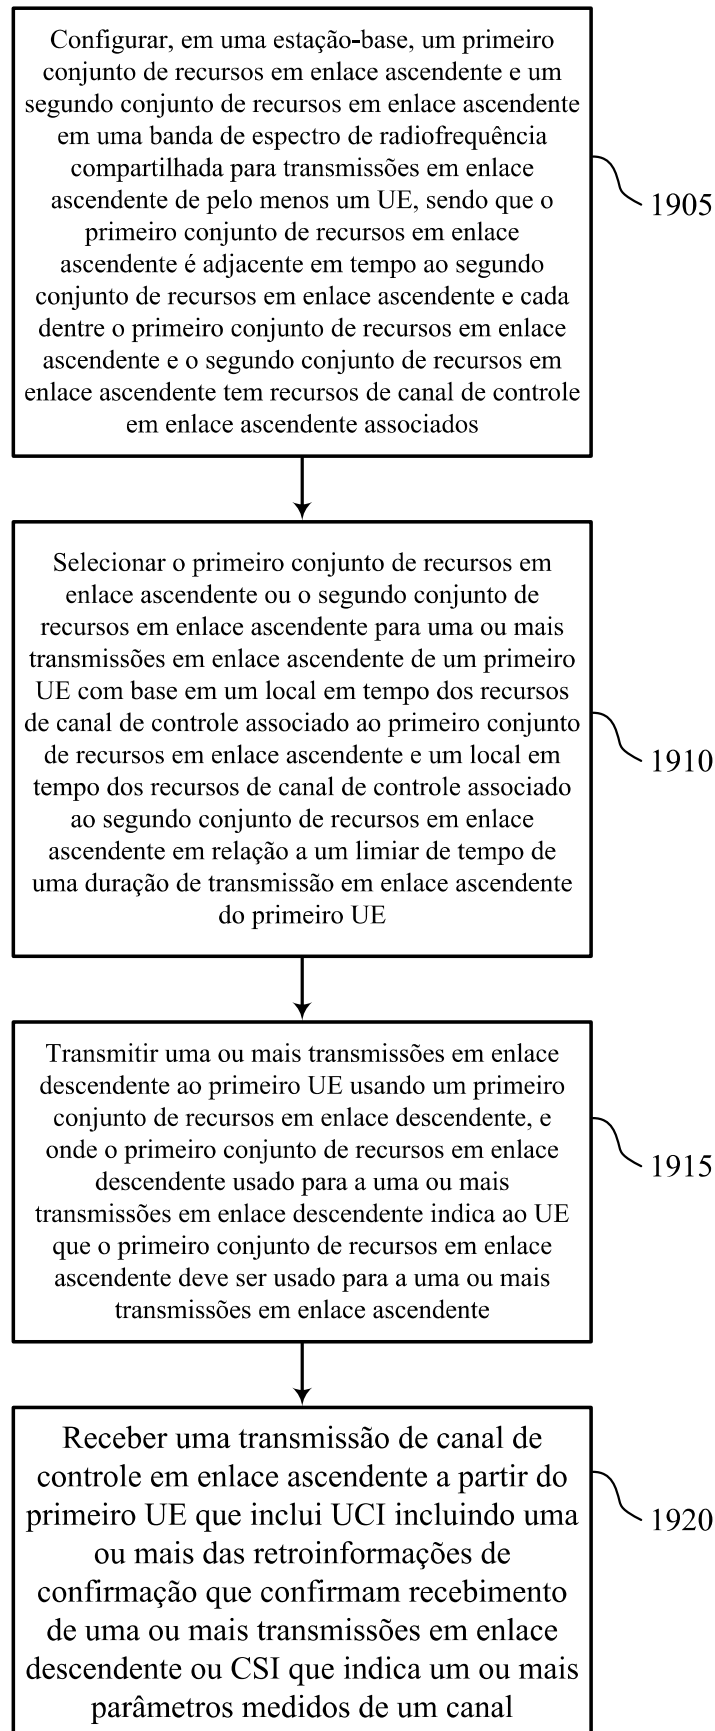 Configurar, em uma estação-base, um primeiro
conjunto de recursos em enlace ascendente e um
segundo conjunto de recursos em enlace ascendente
em uma banda de espectro de radiofrequência
compartilhada para transmissões em enlace
ascendente de pelo menos um UE, sendo que o
primeiro conjunto de recursos em enlace
ascendente é adjacente em tempo ao segundo
conjunto de recursos em enlace ascendente e cada
dentre o primeiro conjunto de recursos em enlace
ascendente e o segundo conjunto de recursos em
enlace ascendente tem recursos de canal de controle
em enlace ascendente associados
1905
Selecionar o primeiro conjunto de recursos em
enlace ascendente ou o segundo conjunto de
recursos em enlace ascendente para uma ou mais
transmissões em enlace ascendente de um primeiro
UE com base em um local em tempo dos recursos
de canal de controle associado ao primeiro conjunto
de recursos em enlace ascendente e um local em
tempo dos recursos de canal de controle associado
ao segundo conjunto de recursos em enlace
ascendente em relação a um limiar de tempo de
uma duração de transmissão em enlace ascendente
do primeiro UE
1910
Transmitir uma ou mais transmissões em enlace
descendente ao primeiro UE usando um primeiro
conjunto de recursos em enlace descendente, e
onde o primeiro conjunto de recursos em enlace
descendente usado para a uma ou mais
transmissões em enlace descendente indica ao UE
que o primeiro conjunto de recursos em enlace
ascendente deve ser usado para a uma ou mais
transmissões em enlace ascendente
1915
Receber uma transmissão de canal de
controle em enlace ascendente a partir do
primeiro UE que inclui UCI incluindo uma
ou mais das retroinformações de
confirmação que confirmam recebimento
de uma ou mais transmissões em enlace
descendente ou CSI que indica um ou mais
parâmetros medidos de um canal
1920